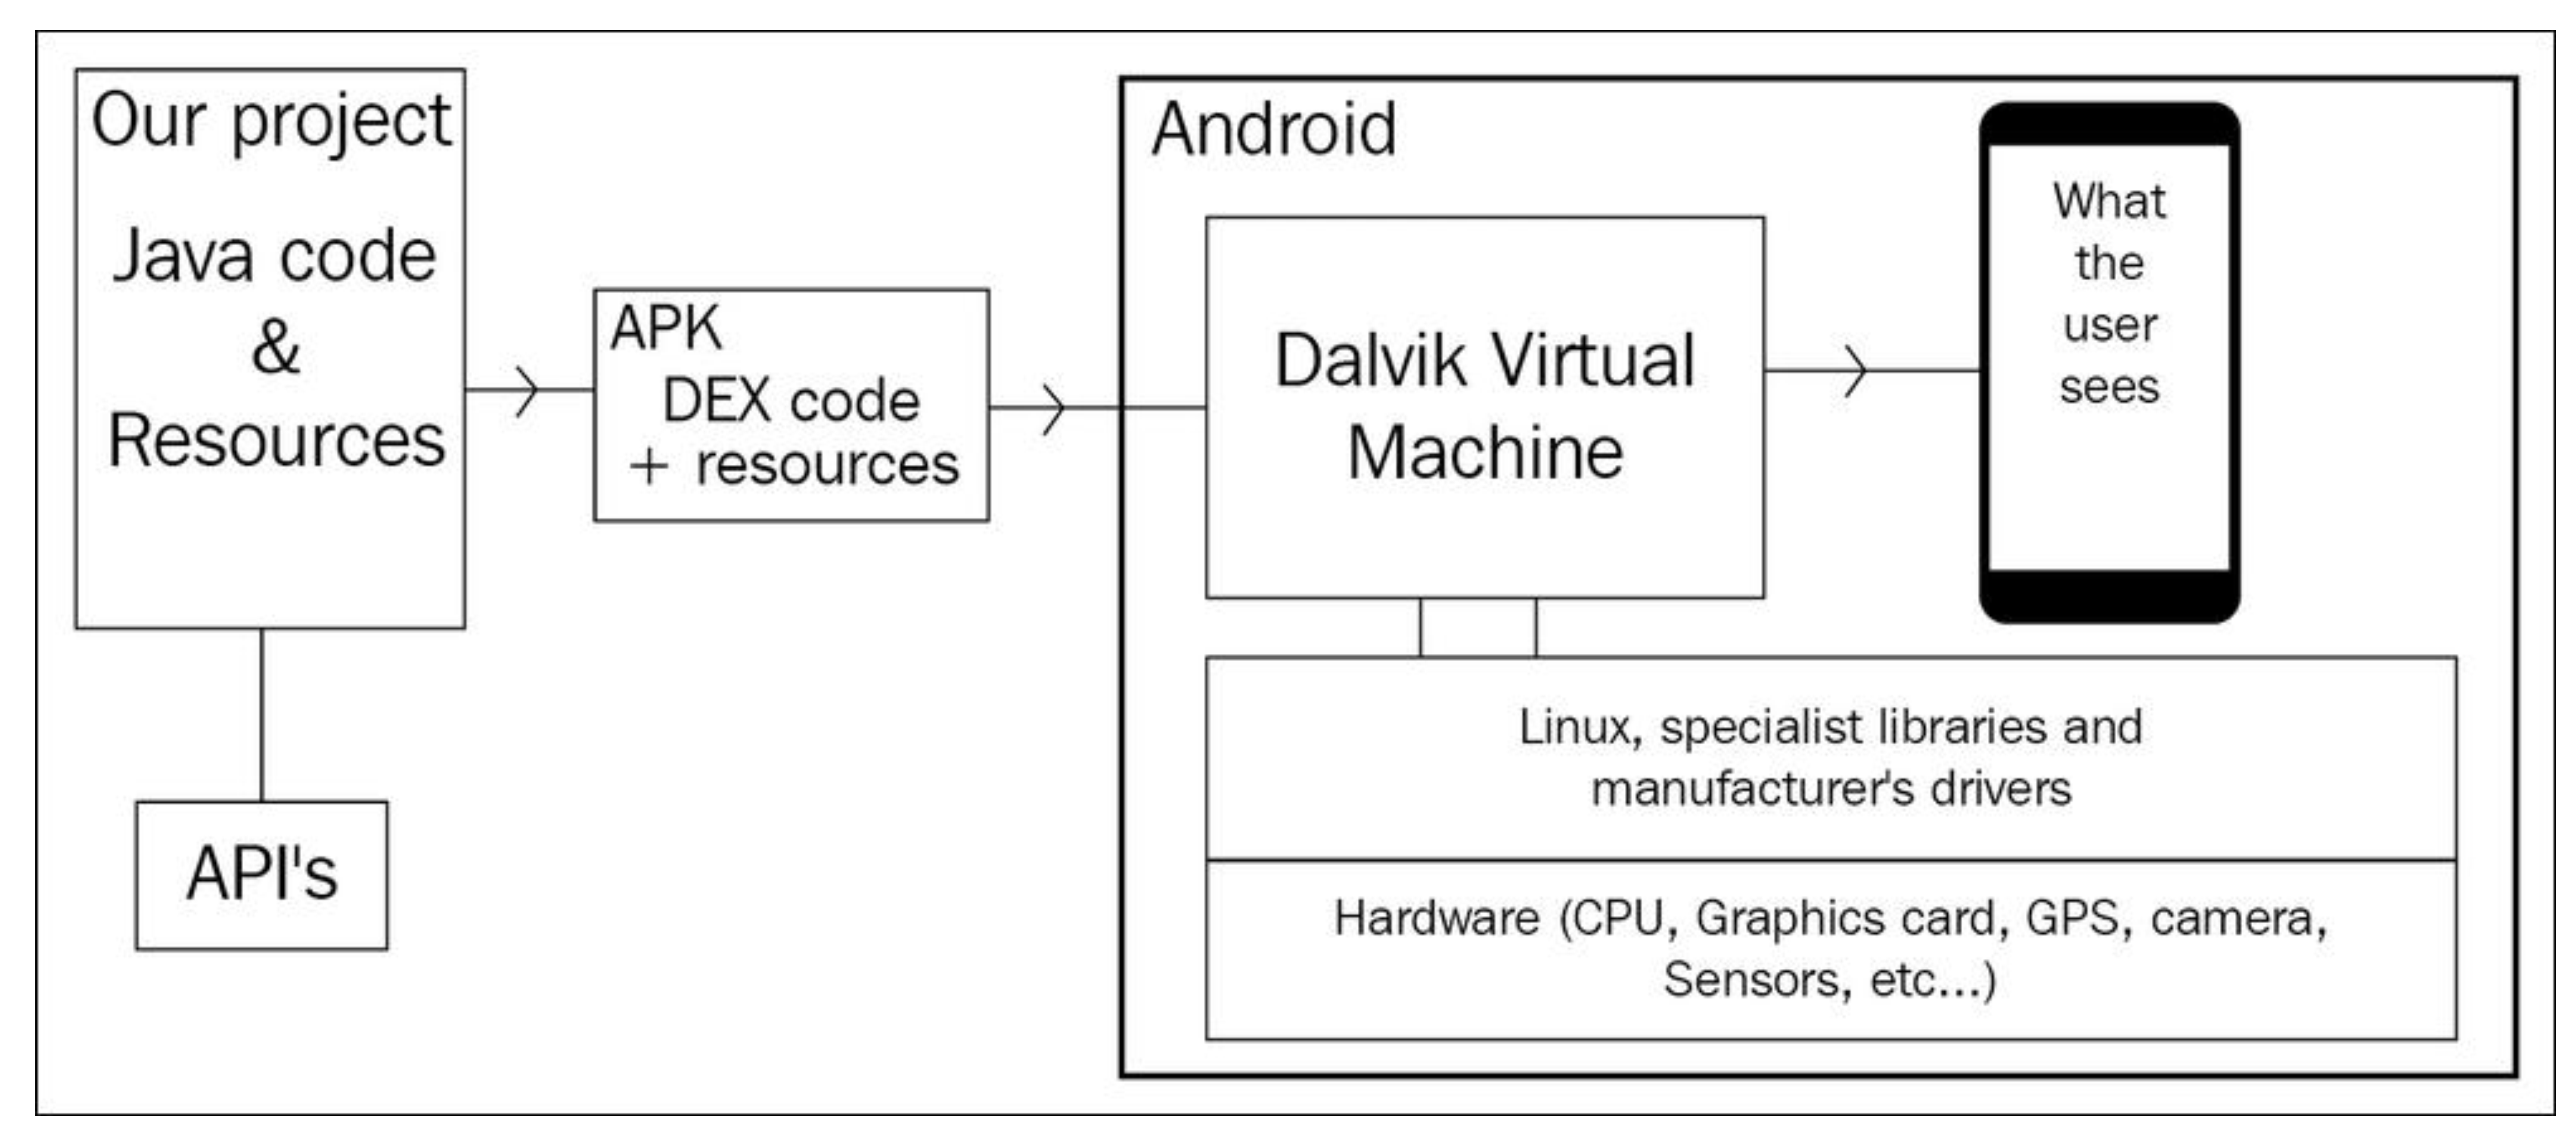 Our project
Java code
&
Resources
API's
APK
DEX code
+ resources
Android
Dalvik Virtual
Machine
What
the
user
sees
Linux, specialist libraries and
manufacturer's drivers
Hardware (CPU, Graphics card, GPS, camera,
Sensors, etc...)